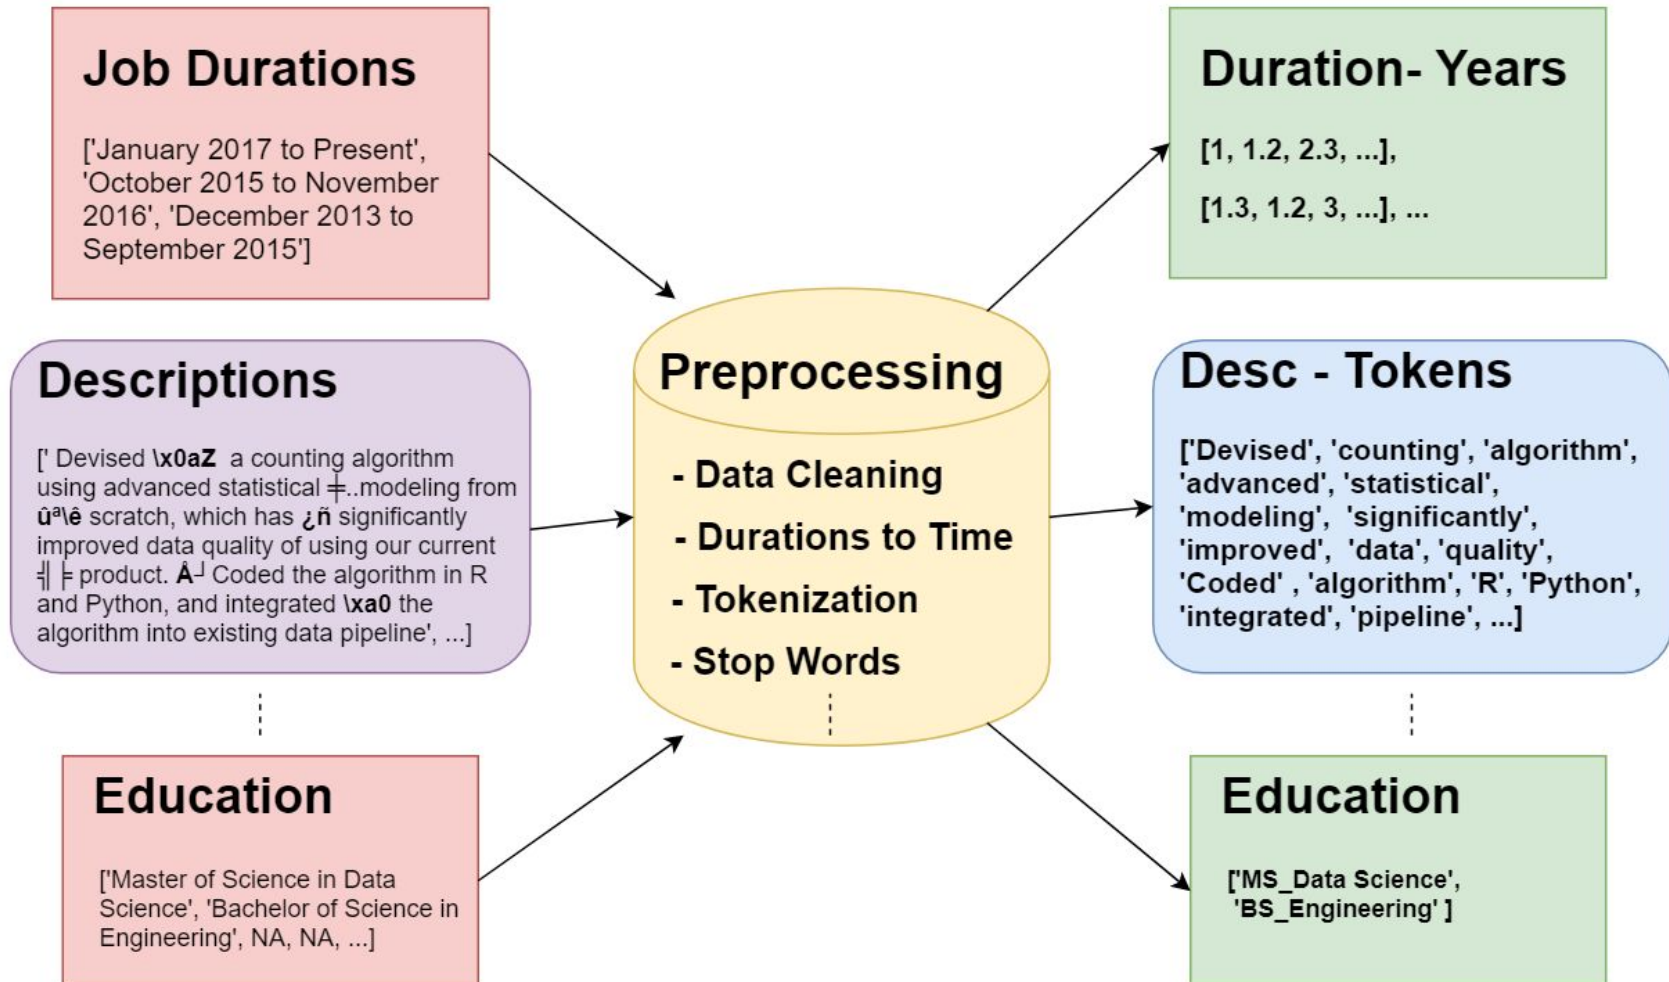 Job Durations
['January 2017 to Present',
'October 2015 to November
2016', 'December 2013 to
September 2015']
Descriptions
[' Devised \x0aZ a counting algorithm
using advanced statistical ╪..modeling from
ûª\ê scratch, which has ¿ñ significantly
improved data quality of using our current
╣ ╞ product. Å┘ Coded the algorithm in R
and Python, and integrated \xa0 the
algorithm into existing data pipeline', ...]
Education
['Master of Science in Data
Science', 'Bachelor of Science in
Engineering', NA, NA, ...]
Preprocessing
- Data Cleaning
- Durations to Time
- Tokenization
- Stop Words
Duration- Years
[1, 1.2, 2.3, ...],
[1.3, 1.2, 3, ...], ...
Desc - Tokens
['Devised', 'counting', 'algorithm',
'advanced', 'statistical',
'modeling', 'significantly',
'improved', 'data', 'quality',
'Coded' , 'algorithm', 'R', 'Python',
'integrated', 'pipeline', ...]
Education
['MS_Data Science',
'BS_Engineering' ]